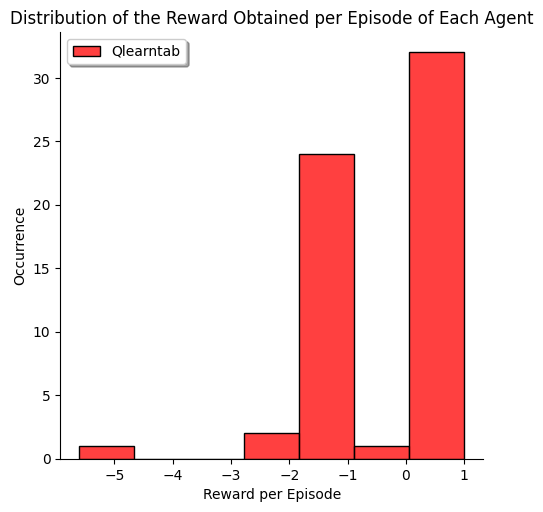 Distribution of the Reward Obtained per Episode of Each Agent
Qlearntab
Occurrence
30
25
20
15
10
5
0
−5 −4 −3 −2 −1 0 1
Reward per Episode